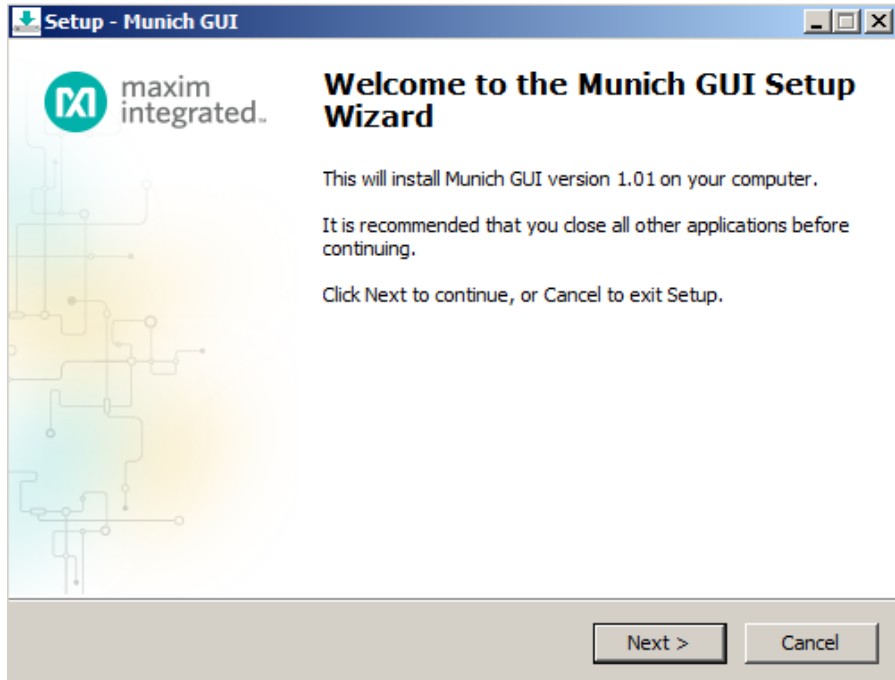 Setup - Munich GUI
maxim
integrated™
Welcome to the Munich GUI Setup
Wizard
This will install Munich GUI version 1.01 on your computer.
It is recommended that you close all other applications before
continuing.
Click Next to continue, or Cancel to exit Setup.
Next >
Cancel